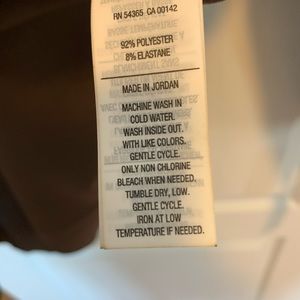 RN 54365 CA 00142
92% POLYESTER
8% ELASTANE
MADE IN JORDAN
MACHINE WASH IN
COLD WATER.
WASH INSIDE OUT.
WITH LIKE COLORS.
GENTLE CYCLE.
ONLY NON CHLORINE
BLEACH WHEN NEEDED.
TUMBLE DRY, LOW.
GENTLE CYCLE.
IRON AT LOW
TEMPERATURE IF NEEDED.